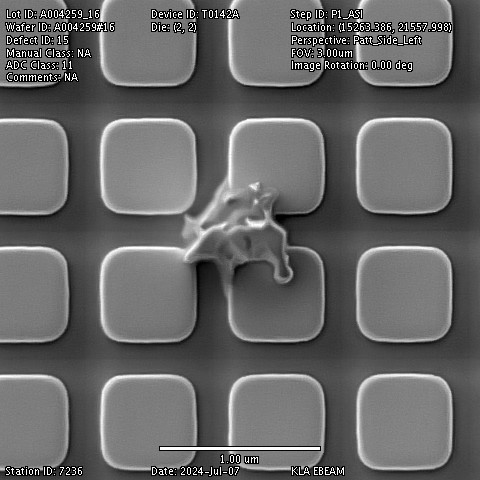 Lot ID: A004259_16
Wafer ID: A004259#16
Defect ID: 15
Manual Class: NA
ADC Class: 11
Comments: NA
Device ID: T0142A
Die: (2, 2)
Step ID: P1_ASI
Location: (15263.386, 21557.998)
Perspective: Patt_Side_Left
FOV: 3.00um
Image Rotation: 0.00 deg
1.00 um
Station ID: 7236
Date: 2024-Jul-07
KLA EBEAM